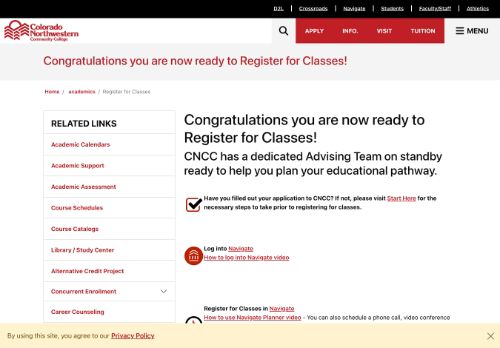 D2L
Crossroads
Navigate
Students
Faculty/Staff
Athletics
Colorado
Northwestern
Community College
APPLY
INFO.
VISIT
TUITION
MENU
Congratulations you are now ready to Register for Classes!
Home / academics / Register for Classes
RELATED LINKS
Academic Calendars
Academic Support
Academic Assessment
Course Schedules
Course Catalogs
Library / Study Center
Alternative Credit Project
Concurrent Enrollment
Career Counseling
Congratulations you are now ready to
Register for Classes!
CNCC has a dedicated Advising Team on standby
ready to help you plan your educational pathway.
Have you filled out your application to CNCC? If not, please visit Start Here for the
necessary steps to take prior to registering for classes.
Log into Navigate
How to log into Navigate video
Register for Classes in Navigate
How to use Navigate Planner video - You can also schedule a phone call, video conference
By using this site, you agree to our Privacy Policy